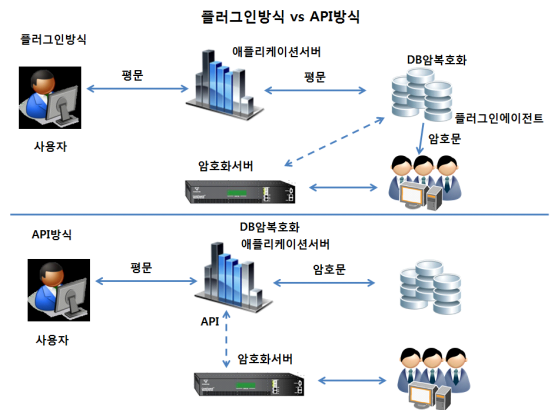 플러그인방식 vs API방식
플러그인방식
애플리케이션서버
DB암복호화
평문
평문
플러그인에이전트
사용자
암호화서버
암호문
API방식
DB암복호화
애플리케이션서버
평문
암호문
API
사용자
암호화서버